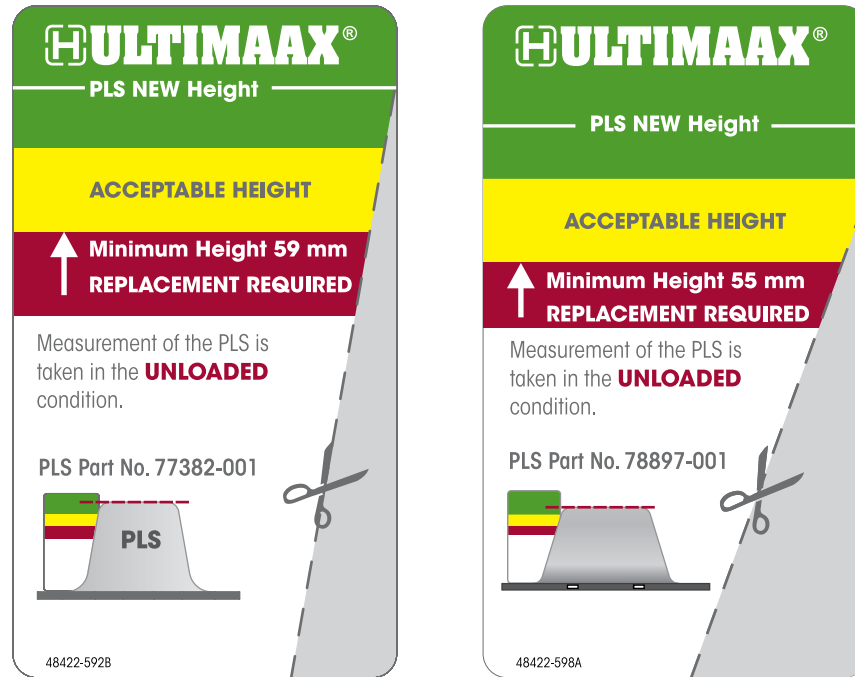 HULTIMAAX®
PLS NEW Height
ACCEPTABLE HEIGHT
Minimum Height 59 mm
REPLACEMENT REQUIRED
Measurement of the PLS is
taken in the UNLOADED
condition.
PLS Part No. 77382-001
PLS
48422-592B
HULTIMAAX®
PLS NEW Height
ACCEPTABLE HEIGHT
Minimum Height 55 mm
REPLACEMENT REQUIRED
Measurement of the PLS is
taken in the UNLOADED
condition.
PLS Part No. 78897-001
48422-598A